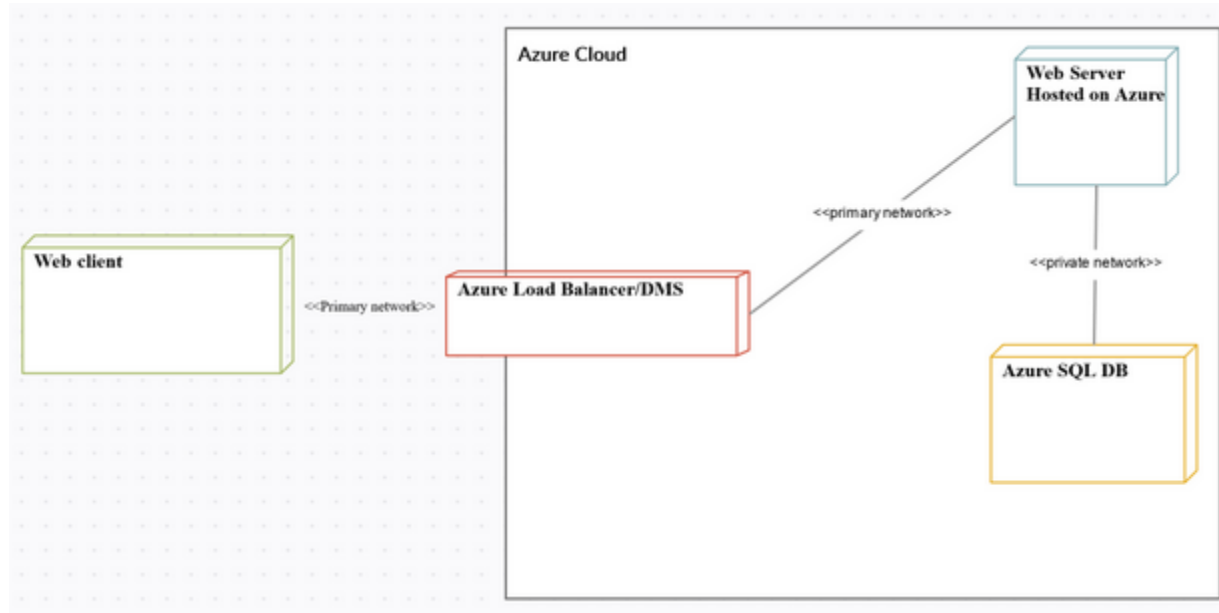 Azure Cloud
Web Server
Hosted on Azure
<<primary network>>
Web client
<<Primary network>>
Azure Load Balancer/DMS
<<private network>>
Azure SQL DB